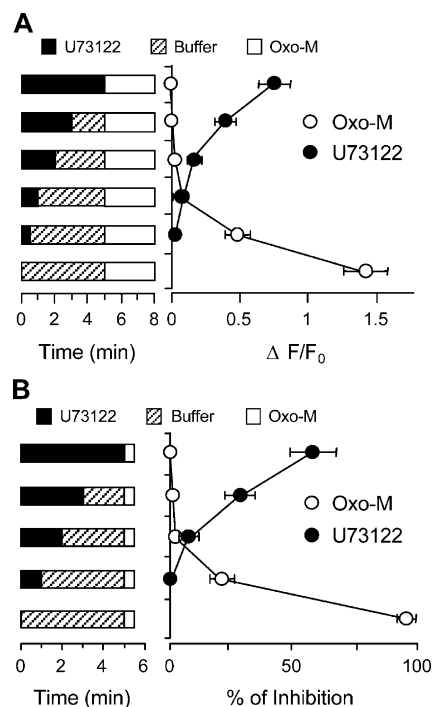 A
U73122 Buffer Oxo-M
Oxo-M
U73122
0 2 4 6 8 0 0.5 1 1.5
Time (min) Δ F/F0
B
U73122 Buffer Oxo-M
Oxo-M
U73122
0 2 4 6 0 50 100
Time (min) % of Inhibition